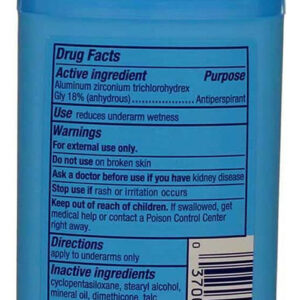 Drug Facts
Active ingredient Purpose
Aluminum zirconium trichlorohydrex
Gly 18% (anhydrous)..................Antiperspirant
Use reduces underarm wetness
Warnings
For external use only.
Do not use on broken skin
Ask a doctor before use if you have kidney disease
Stop use if rash or irritation occurs
Keep out of reach of children. If swallowed, get
medical help or contact a Poison Control Center
right away.
Directions
apply to underarms only
Inactive ingredients
cyclopentasiloxane, stearyl alcohol,
mineral oil, dimethicone, talc,
0 370